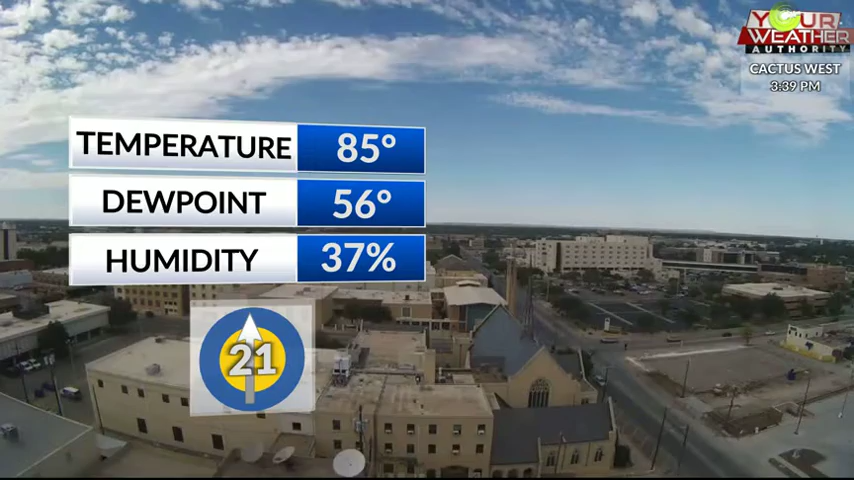 YOUR
WEATHER
AUTHORITY
CACTUS WEST
3:39 PM
TEMPERATURE 85°
DEWPOINT 56°
HUMIDITY 37%
21